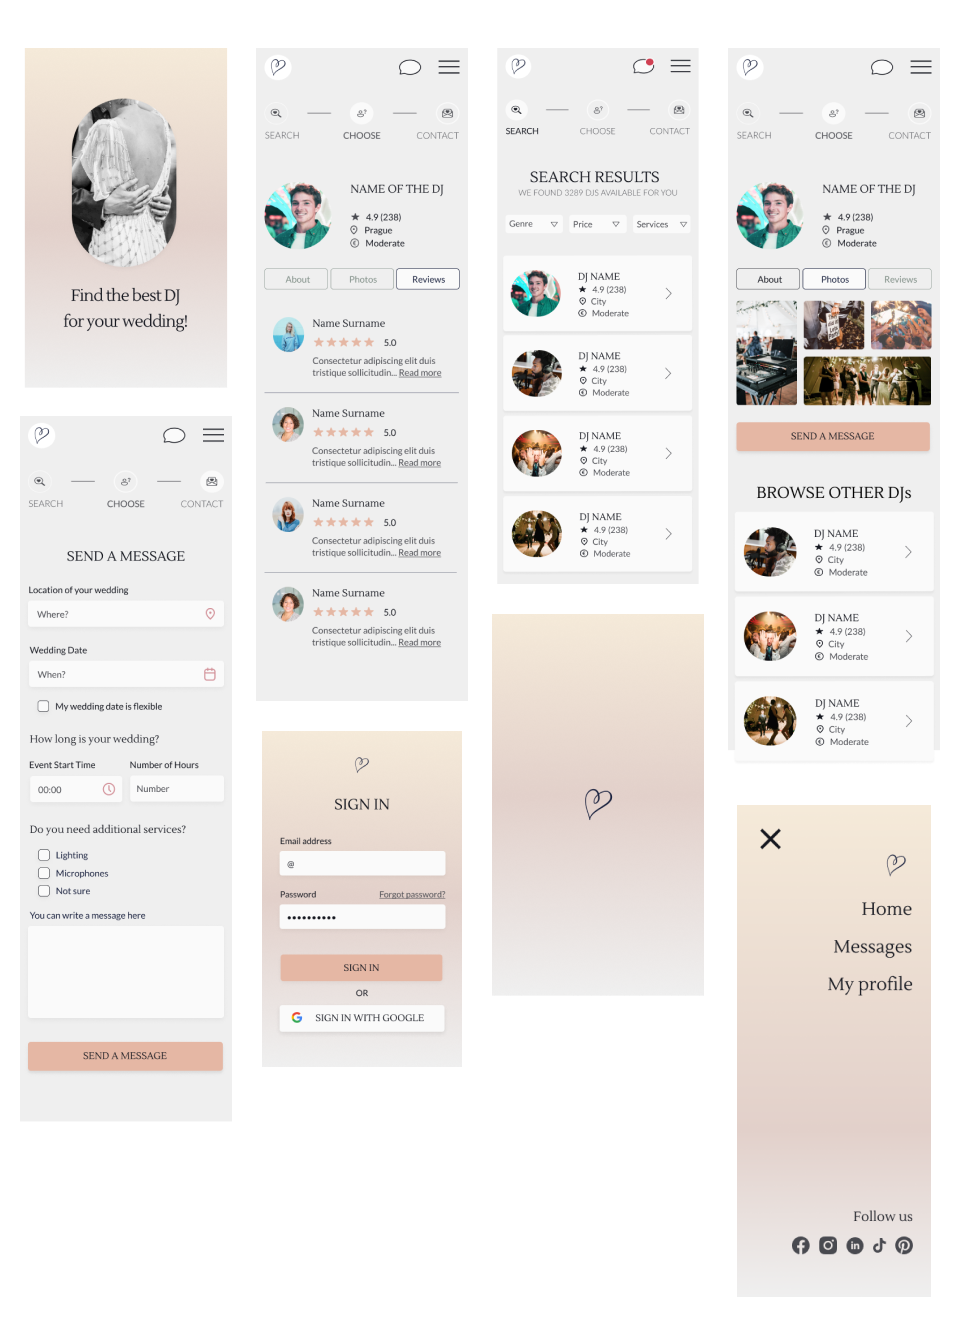 Find the best DJ
for your wedding!
SEARCH
CHOOSE
CONTACT
SEND A MESSAGE
Location of your wedding
Where?
Wedding Date
When?
My wedding date is flexible
How long is your wedding?
Event Start Time
Number of Hours
00:00
Number
Do you need additional services?
Lighting
Microphones
Not sure
You can write a message here
SEND A MESSAGE
SEARCH
CHOOSE
CONTACT
NAME OF THE DJ
4.9 (238)
Prague
Moderate
About
Photos
Reviews
Name Surname
5.0
Consectetur adipiscing elit duis
tristique sollicitudin... Read more
Name Surname
5.0
Consectetur adipiscing elit duis
tristique sollicitudin... Read more
Name Surname
5.0
Consectetur adipiscing elit duis
tristique sollicitudin... Read more
Name Surname
5.0
Consectetur adipiscing elit duis
tristique sollicitudin... Read more
SIGN IN
Email address
@
Password
Forgot password?
SIGN IN
OR
SIGN IN WITH GOOGLE
SEARCH
CHOOSE
CONTACT
SEARCH RESULTS
WE FOUND 3289 DJS AVAILABLE FOR YOU
Genre
Price
Services
DJ NAME
4.9 (238)
City
Moderate
DJ NAME
4.9 (238)
City
Moderate
DJ NAME
4.9 (238)
City
Moderate
DJ NAME
4.9 (238)
City
Moderate
SEARCH
CHOOSE
CONTACT
NAME OF THE DJ
4.9 (238)
Prague
Moderate
About
Photos
Reviews
SEND A MESSAGE
BROWSE OTHER DJs
DJ NAME
4.9 (238)
City
Moderate
DJ NAME
4.9 (238)
City
Moderate
DJ NAME
4.9 (238)
City
Moderate
Home
Messages
My profile
Follow us